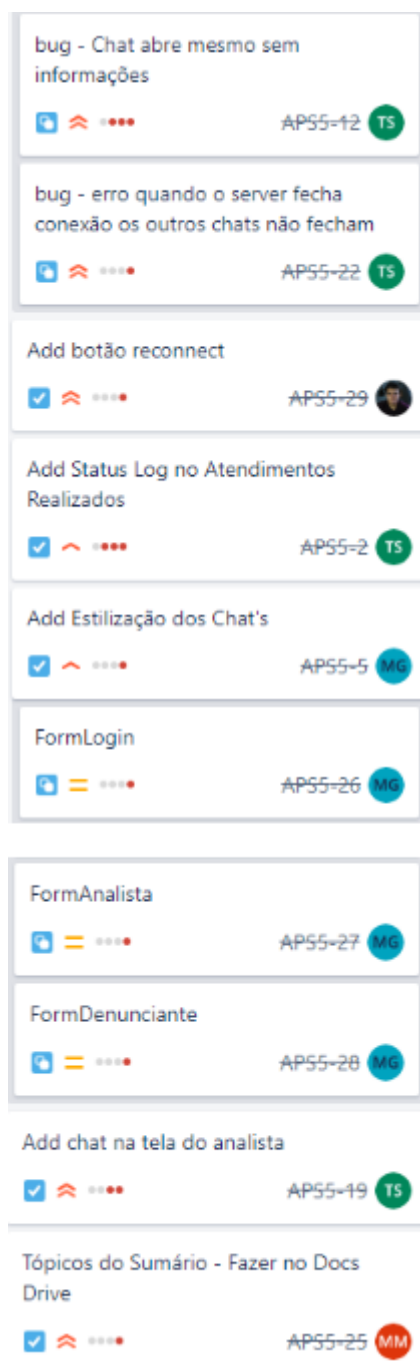 bug - Chat abre mesmo sem
informações
APS5-12 TS
bug - erro quando o server fecha
conexão os outros chats não fecham
APS5-22 TS
Add botão reconnect
APS5-29
Add Status Log no Atendimentos
Realizados
APS5-2 TS
Add Estilização dos Chat's
APS5-5 MG
FormLogin
APS5-26 MG
FormAnalista
APS5-27 MG
FormDenunciante
APS5-28 MG
Add chat na tela do analista
APS5-19 TS
Tópicos do Sumário - Fazer no Docs
Drive
APS5-25 MM